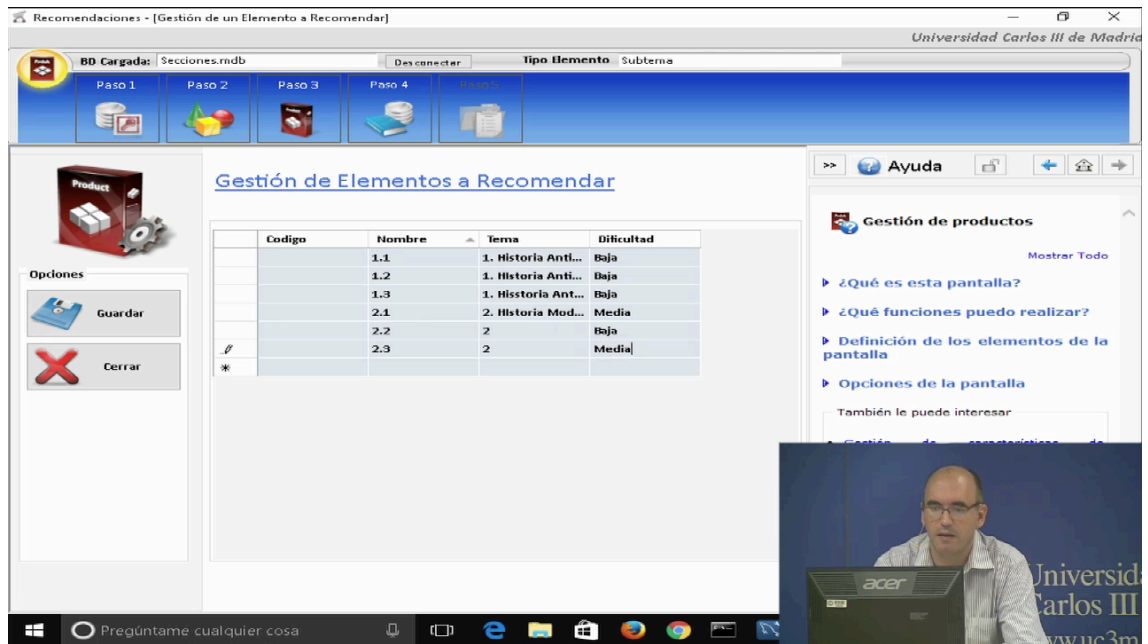 Recomendaciones - [Gestión de un Elemento a Recomendar]
Universidad Carlos III de Madrid
BD Cargada: Secciones.mdb Desconectar Tipo Elemento Subtema
Paso 1 Paso 2 Paso 3 Paso 4 Paso 5
Product
Gestión de Elementos a Recomendar
>> Ayuda
Gestión de productos
Mostrar Todo
¿Qué es esta pantalla?
¿Qué funciones puedo realizar?
Definición de los elementos de la
pantalla
Opciones de la pantalla
También le puede interesar
Opciones
Guardar
Cerrar
Codigo Nombre Tema Dificultad
1.1 1. Historia Anti... Baja
1.2 1. HIstoria Anti... Baja
1.3 1. Hisstoria Ant... Baja
2.1 2. HIstoria Mod... Media
2.2 2 Baja
2.3 2 Media
*
acer
Universid
Carlos III
www.uc3m
Pregúntame cualquier cosa